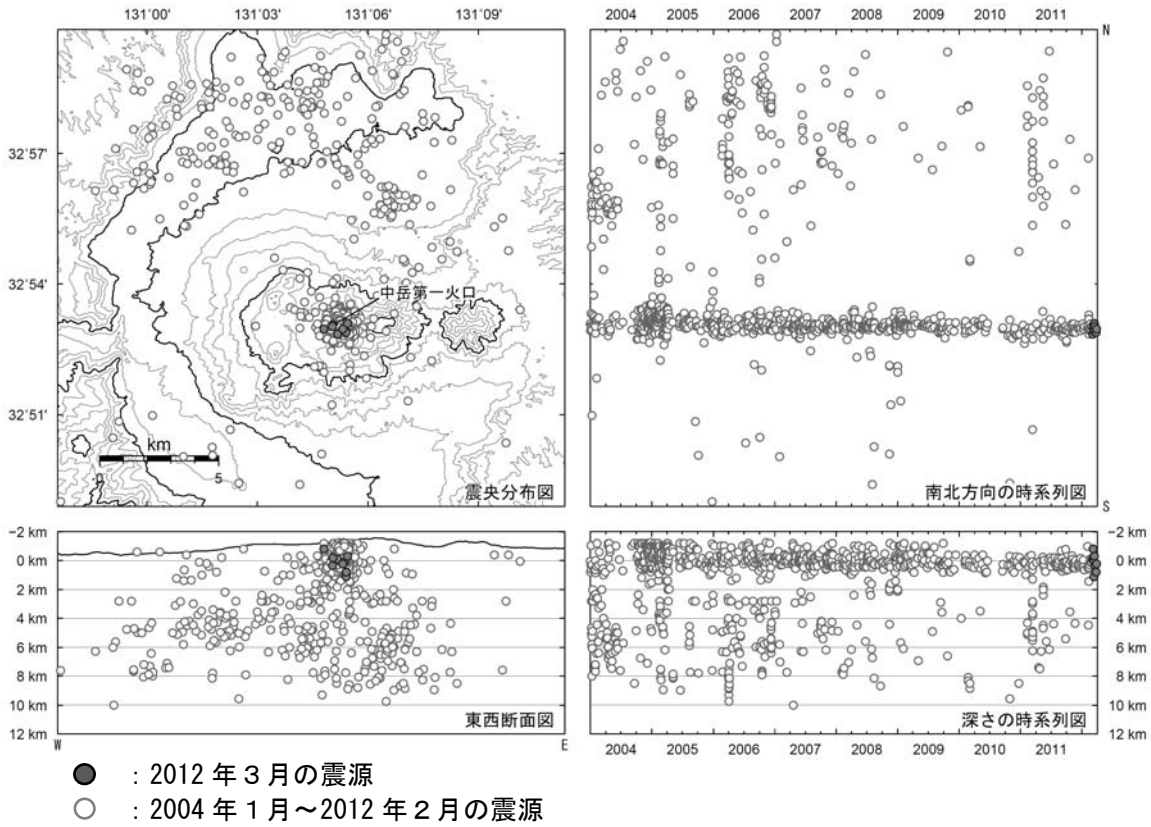 131°00′ 131°03′ 131°06′ 131°09′
2004 2005 2006 2007 2008 2009 2010 2011
N
32°57′
32°54′
中岳第一火口
32°51′
km
0 5
震央分布図
南北方向の時系列図
S
-2 km
0 km
2 km
4 km
6 km
8 km
10 km
12 km
東西断面図
W E
-2 km
0 km
2 km
4 km
6 km
8 km
10 km
12 km
深さの時系列図
2004 2005 2006 2007 2008 2009 2010 2011
：2012 年３月の震源
：2004 年１月～2012 年２月の震源